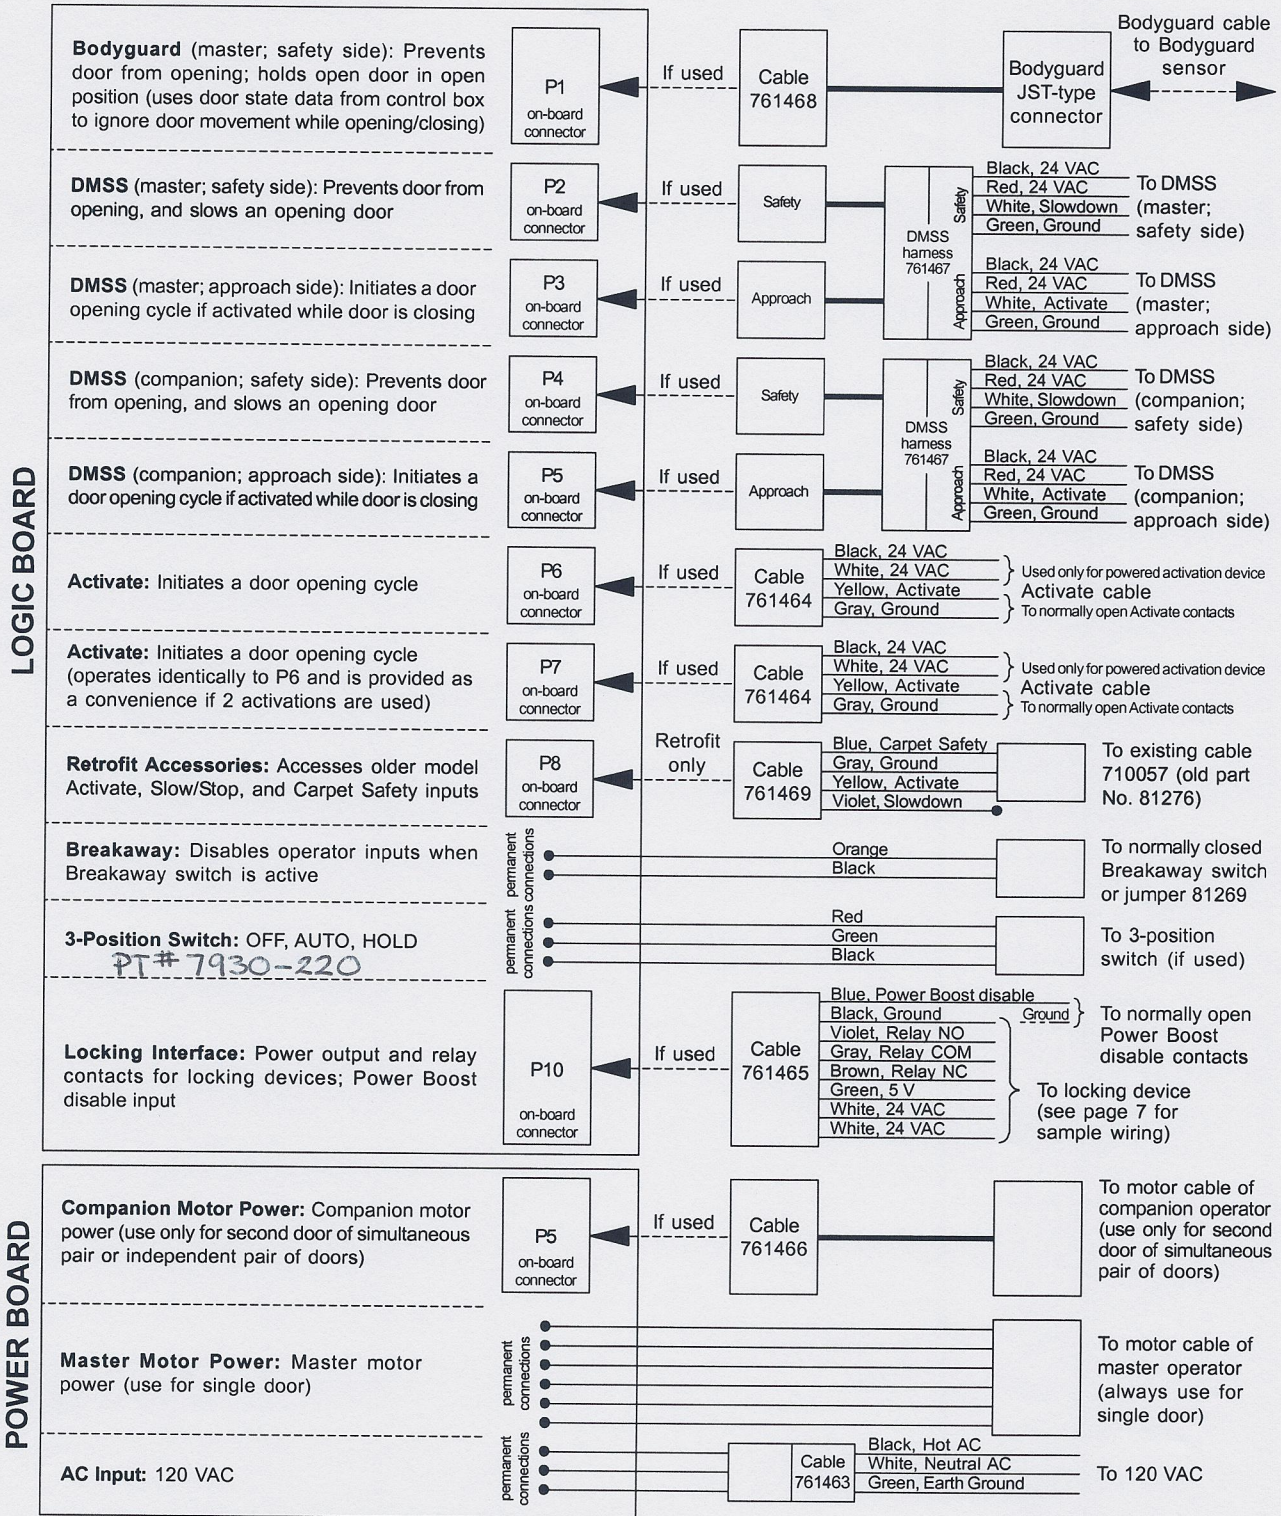 LOGIC BOARD
Bodyguard (master; safety side): Prevents
door from opening; holds open door in open
position (uses door state data from control box
to ignore door movement while opening/closing)
P1
on-board
connector
If used
Cable
761468
Bodyguard
JST-type
connector
Bodyguard cable
to Bodyguard
sensor
DMSS (master; safety side): Prevents door from
opening, and slows an opening door
P2
on-board
connector
If used
Safety
DMSS
harness
761467
Safety
Black, 24 VAC
Red, 24 VAC
White, Slowdown
Green, Ground
To DMSS
(master;
safety side)
DMSS (master; approach side): Initiates a door
opening cycle if activated while door is closing
P3
on-board
connector
If used
Approach
Approach
Black, 24 VAC
Red, 24 VAC
White, Activate
Green, Ground
To DMSS
(master;
approach side)
DMSS (companion; safety side): Prevents door
from opening, and slows an opening door
P4
on-board
connector
If used
Safety
DMSS
harness
761467
Safety
Black, 24 VAC
Red, 24 VAC
White, Slowdown
Green, Ground
To DMSS
(companion;
safety side)
DMSS (companion; approach side): Initiates a
door opening cycle if activated while door is closing
P5
on-board
connector
If used
Approach
Approach
Black, 24 VAC
Red, 24 VAC
White, Activate
Green, Ground
To DMSS
(companion;
approach side)
Activate: Initiates a door opening cycle
P6
on-board
connector
If used
Cable
761464
Black, 24 VAC
White, 24 VAC
Yellow, Activate
Gray, Ground
Used only for powered activation device
Activate cable
To normally open Activate contacts
Activate: Initiates a door opening cycle
(operates identically to P6 and is provided as
a convenience if 2 activations are used)
P7
on-board
connector
If used
Cable
761464
Black, 24 VAC
White, 24 VAC
Yellow, Activate
Gray, Ground
Used only for powered activation device
Activate cable
To normally open Activate contacts
Retrofit Accessories: Accesses older model
Activate, Slow/Stop, and Carpet Safety inputs
P8
on-board
connector
Retrofit
only
Cable
761469
Blue, Carpet Safety
Gray, Ground
Yellow, Activate
Violet, Slowdown
To existing cable
710057 (old part
No. 81276)
Breakaway: Disables operator inputs when
Breakaway switch is active
permanent
connections
Orange
Black
To normally closed
Breakaway switch
or jumper 81269
3-Position Switch: OFF, AUTO, HOLD
PT# 7930-220
permanent
connections
Red
Green
Black
To 3-position
switch (if used)
Locking Interface: Power output and relay
contacts for locking devices; Power Boost
disable input
P10
on-board
connector
If used
Cable
761465
Blue, Power Boost disable
Black, Ground
Violet, Relay NO
Gray, Relay COM
Brown, Relay NC
Green, 5 V
White, 24 VAC
White, 24 VAC
Ground
To normally open
Power Boost
disable contacts
To locking device
(see page 7 for
sample wiring)
POWER BOARD
Companion Motor Power: Companion motor
power (use only for second door of simultaneous
pair or independent pair of doors)
P5
on-board
connector
If used
Cable
761466
To motor cable of
companion operator
(use only for second
door of simultaneous
pair of doors)
Master Motor Power: Master motor
power (use for single door)
permanent
connections
To motor cable of
master operator
(always use for
single door)
AC Input: 120 VAC
permanent
connections
Cable
761463
Black, Hot AC
White, Neutral AC
Green, Earth Ground
To 120 VAC